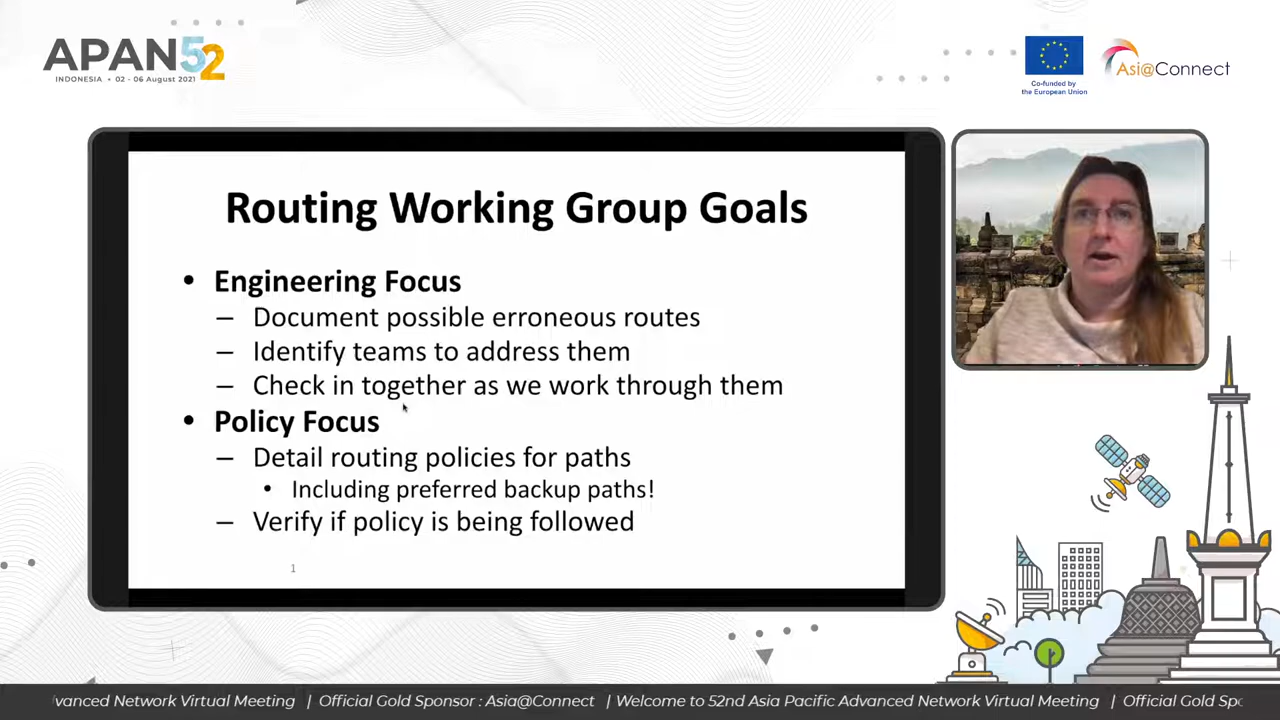 APAN52
INDONESIA • 02 - 06 August 2021
Co-funded by
the European Union
Asi@Connect
Routing Working Group Goals
• Engineering Focus
– Document possible erroneous routes
– Identify teams to address them
– Check in together as we work through them
• Policy Focus
– Detail routing policies for paths
• Including preferred backup paths!
– Verify if policy is being followed
1
vanced Network Virtual Meeting | Official Gold Sponsor : Asi@Connect | Welcome to 52nd Asia Pacific Advanced Network Virtual Meeting | Official Gold Spo